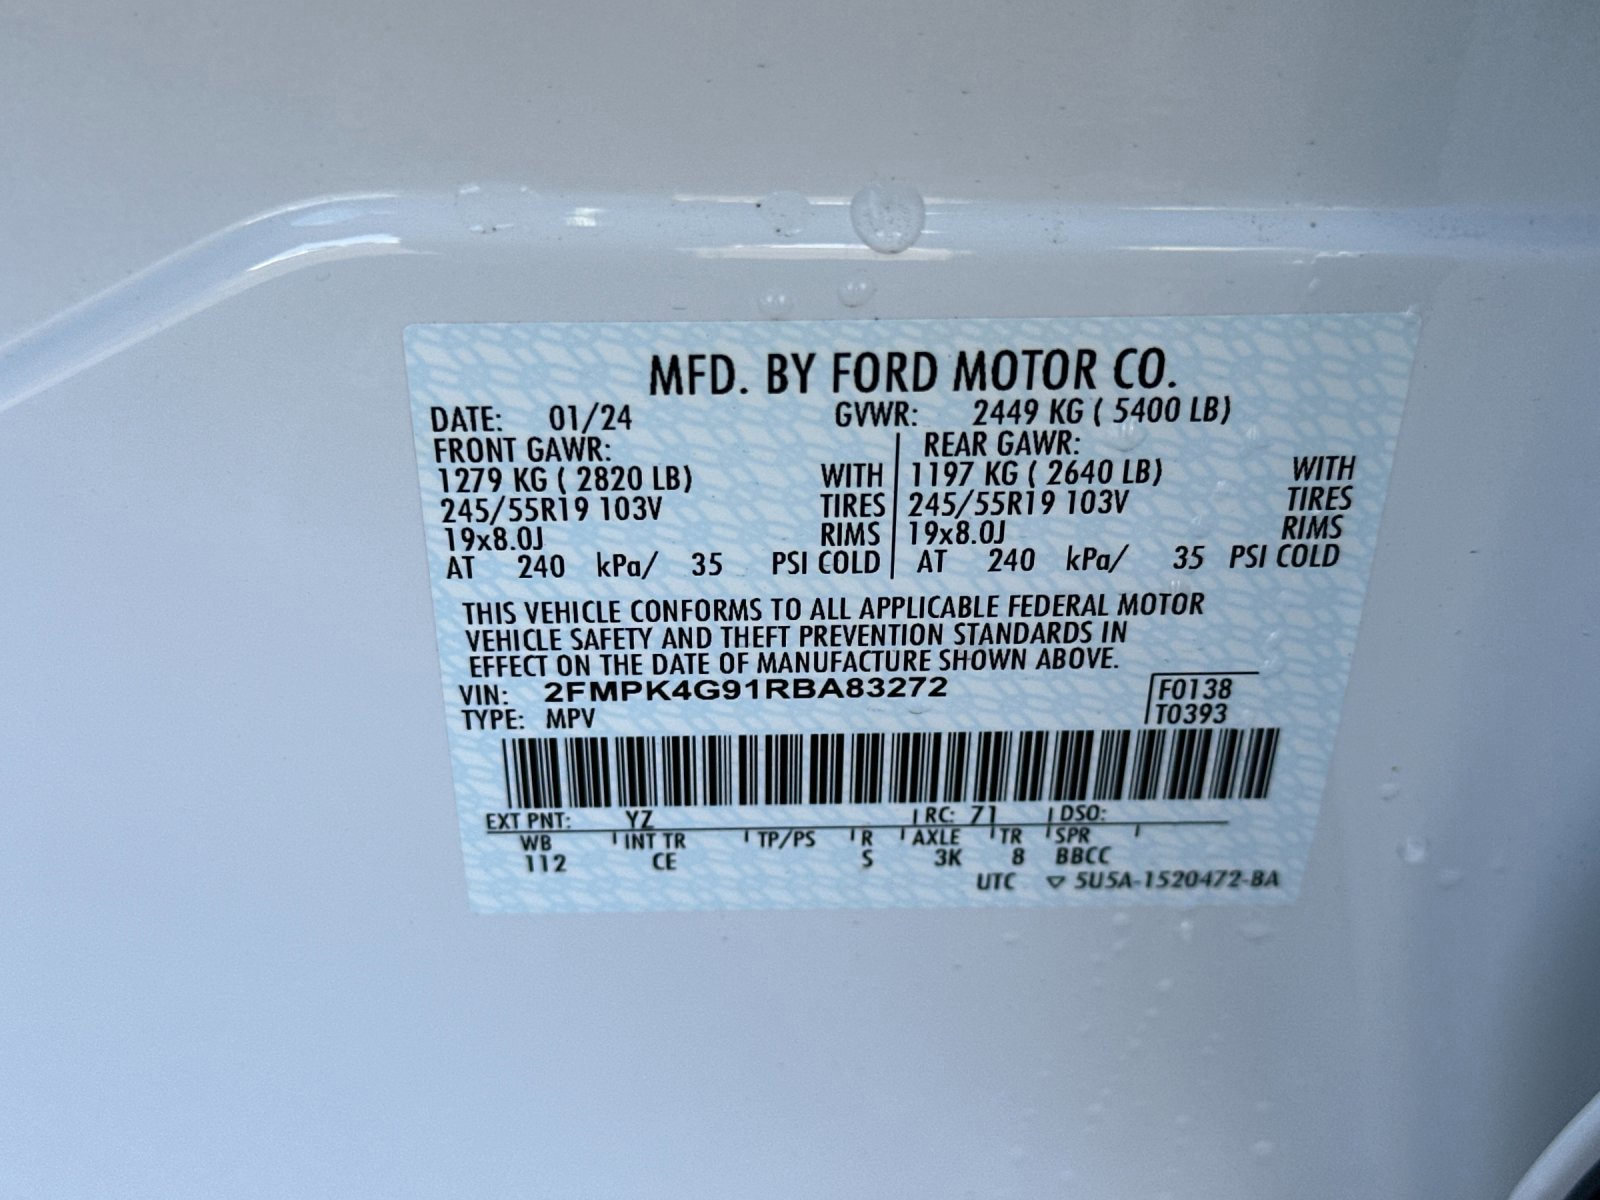 MFD. BY FORD MOTOR CO.
DATE: 01/24 GVWR: 2449 KG ( 5400 LB)
FRONT GAWR: REAR GAWR:
1279 KG ( 2820 LB) WITH 1197 KG ( 2640 LB) WITH
245/55R19 103V TIRES 245/55R19 103V TIRES
19x8.0J RIMS 19x8.0J RIMS
AT 240 kPa/ 35 PSI COLD AT 240 kPa/ 35 PSI COLD
THIS VEHICLE CONFORMS TO ALL APPLICABLE FEDERAL MOTOR
VEHICLE SAFETY AND THEFT PREVENTION STANDARDS IN
EFFECT ON THE DATE OF MANUFACTURE SHOWN ABOVE.
VIN: 2FMPK4G91RBA83272 F0138
TYPE: MPV T0393
EXT PNT: YZ RC: 71 DSO:
WB INT TR TP/PS R AXLE TR SPR
112 CE S 3K 8 BBCC
UTC ▽ 5U5A-1520472-BA